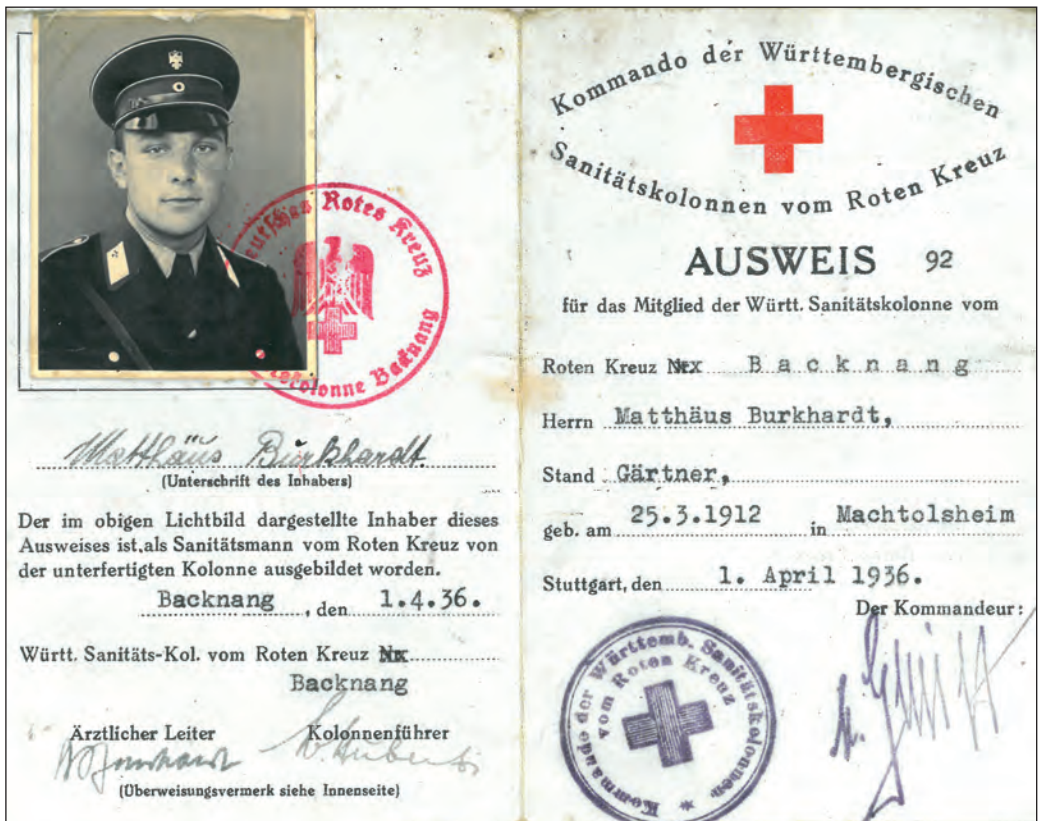 Deutsches Rotes Kreuz
kolonne Backnang
Matthäus Burkhardt.
(Unterschrift des Inhabers)
Der im obigen Lichtbild dargestellte Inhaber dieses
Ausweises ist als Sanitätsmann vom Roten Kreuz von
der unterfertigten Kolonne ausgebildet worden.
Backnang, den 1.4.36.
Württ. Sanitäts-Kol. vom Roten Kreuz Nr.
Backnang
Ärztlicher Leiter Kolonnenführer
(Überweisungsvermerk siehe Innenseite)
Kommando der Württembergischen
Sanitätskolonnen vom Roten Kreuz
AUSWEIS 92
für das Mitglied der Württ. Sanitätskolonne vom
Roten Kreuz Nr. Backnang
Herrn Matthäus Burkhardt,
Stand Gärtner,
geb. am 25.3.1912 in Machtolsheim
Stuttgart, den 1. April 1936.
Der Kommandeur:
Kommando der Württemb. Sanitätskolonnen
vom Roten Kreuz